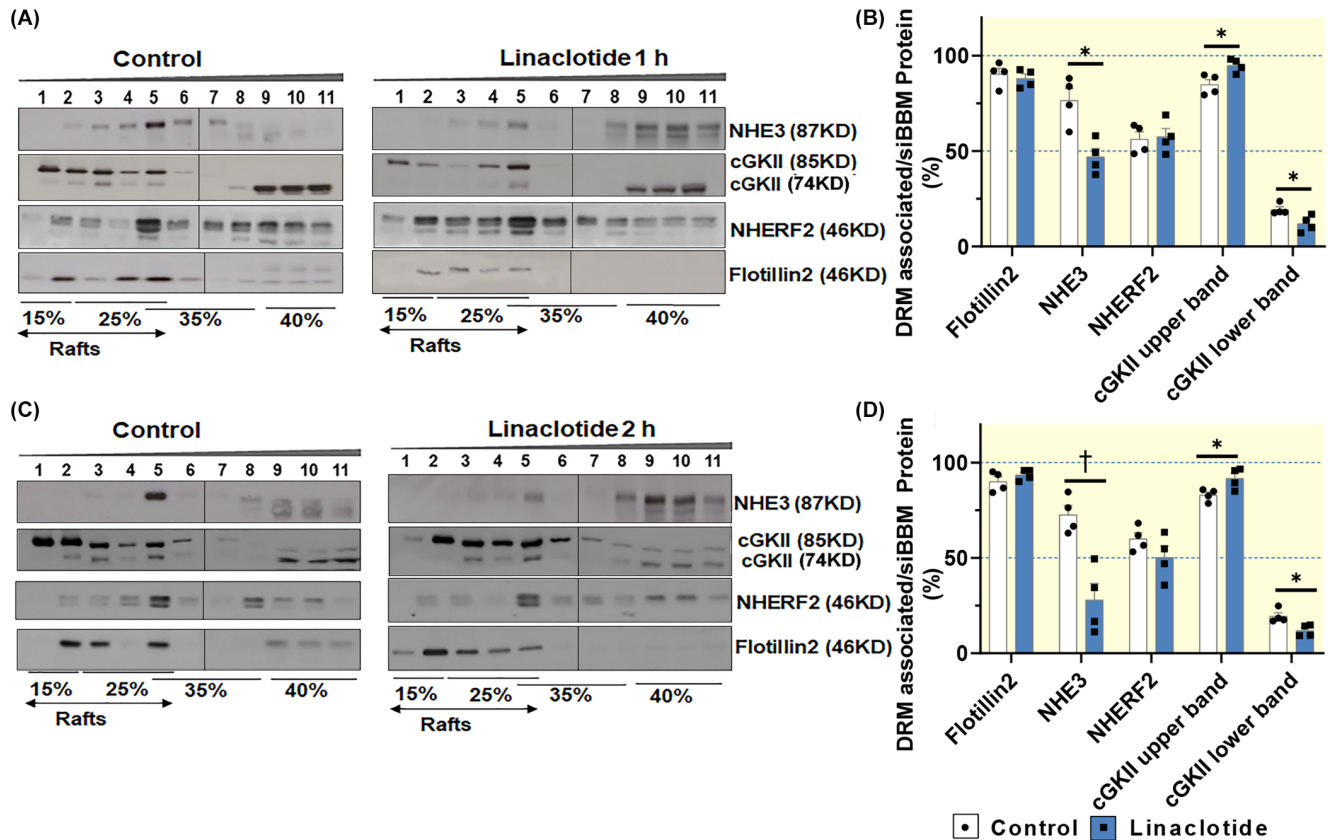 (A)
Control
Linaclotide 1 h
1 2 3 4 5 6 7 8 9 10 11
1 2 3 4 5 6 7 8 9 10 11
NHE3 (87KD)
cGKII (85KD)
cGKII (74KD)
NHERF2 (46KD)
Flotillin2 (46KD)
15% 25% 35% 40%
Rafts
15% 25% 35% 40%
Rafts
(B)
DRM associated/siBBM Protein
(%)
100
50
0
* * *
Flotillin2
NHE3
NHERF2
cGKII upper band
cGKII lower band
(C)
Control
Linaclotide 2 h
1 2 3 4 5 6 7 8 9 10 11
1 2 3 4 5 6 7 8 9 10 11
NHE3 (87KD)
cGKII (85KD)
cGKII (74KD)
NHERF2 (46KD)
Flotillin2 (46KD)
15% 25% 35% 40%
Rafts
15% 25% 35% 40%
Rafts
(D)
DRM associated/siBBM Protein
(%)
100
50
0
† * *
Flotillin2
NHE3
NHERF2
cGKII upper band
cGKII lower band
Control Linaclotide